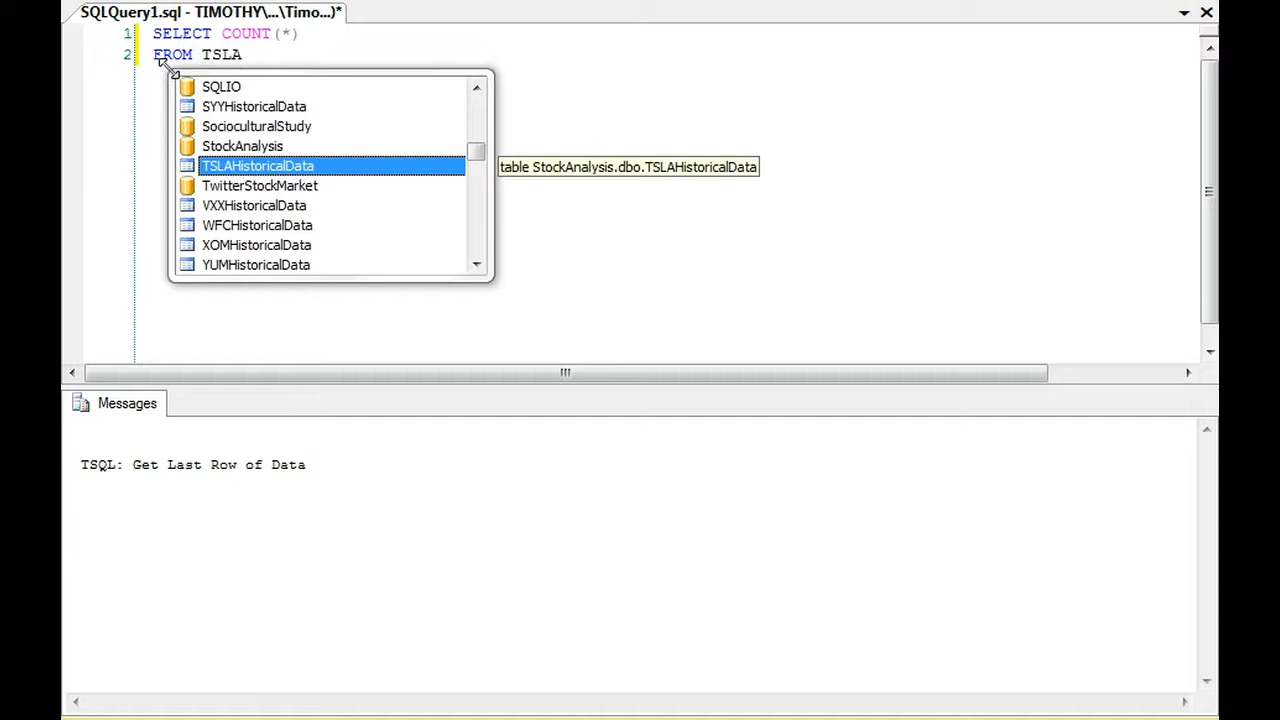 SQLQuery1.sql - TIMOTHY\...\Timo...)*
1 SELECT COUNT(*)
2 FROM TSLA
SQLIO
SYYHistoricalData
SocioculturalStudy
StockAnalysis
TSLAHistoricalData
table StockAnalysis.dbo.TSLAHistoricalData
TwitterStockMarket
VXXHistoricalData
WFCHistoricalData
XOMHistoricalData
YUMHistoricalData
Messages
TSQL: Get Last Row of Data